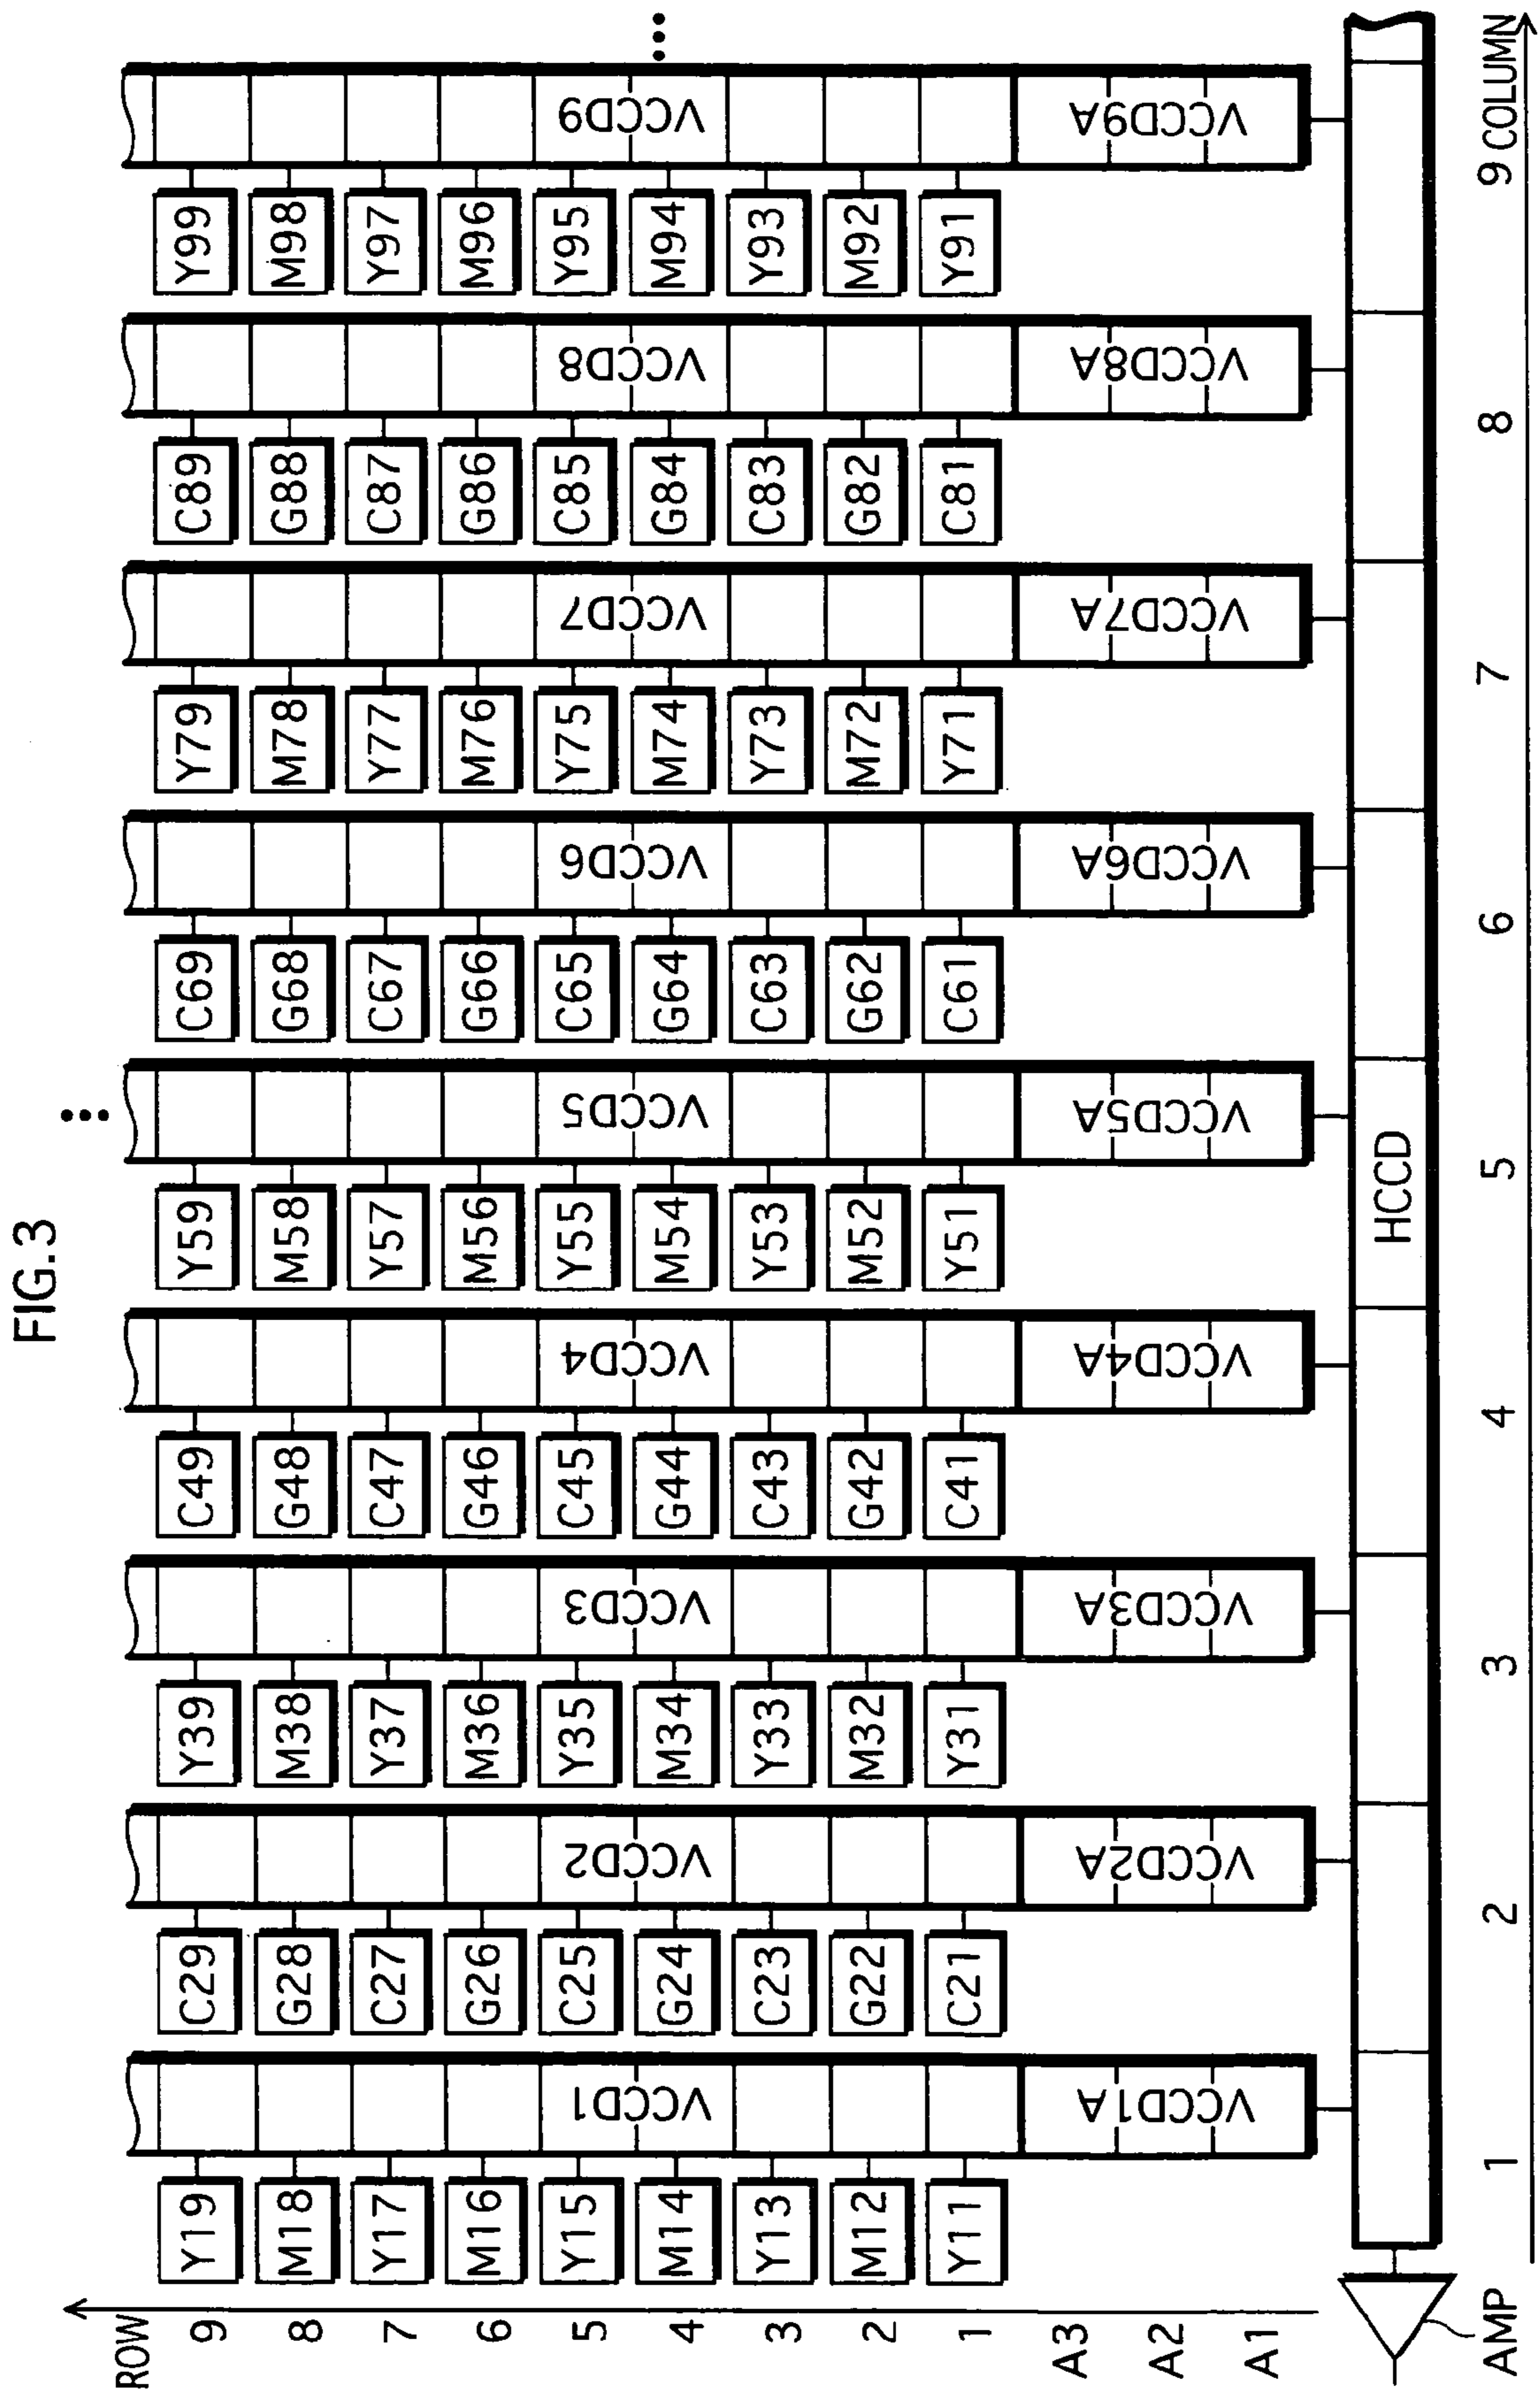 FIG.3
ROW
9 Y19 C29 Y39 C49 Y59 C69 Y79 C89 Y99
8 M18 G28 M38 G48 M58 G68 M78 G88 M98
7 Y17 C27 Y37 C47 Y57 C67 Y77 C87 Y97
6 M16 G26 M36 G46 M56 G66 M76 G86 M96
5 Y15 C25 Y35 C45 Y55 C65 Y75 C85 Y95
VCCD1 VCCD2 VCCD3 VCCD4 VCCD5 VCCD6 VCCD7 VCCD8 VCCD9
4 M14 G24 M34 G44 M54 G64 M74 G84 M94
3 Y13 C23 Y33 C43 Y53 C63 Y73 C83 Y93
2 M12 G22 M32 G42 M52 G62 M72 G82 M92
1 Y11 C21 Y31 C41 Y51 C61 Y71 C81 Y91
A3
A2
VCCD1A VCCD2A VCCD3A VCCD4A VCCD5A VCCD6A VCCD7A VCCD8A VCCD9A
A1
HCCD
AMP
1 2 3 4 5 6 7 8 9 COLUMN